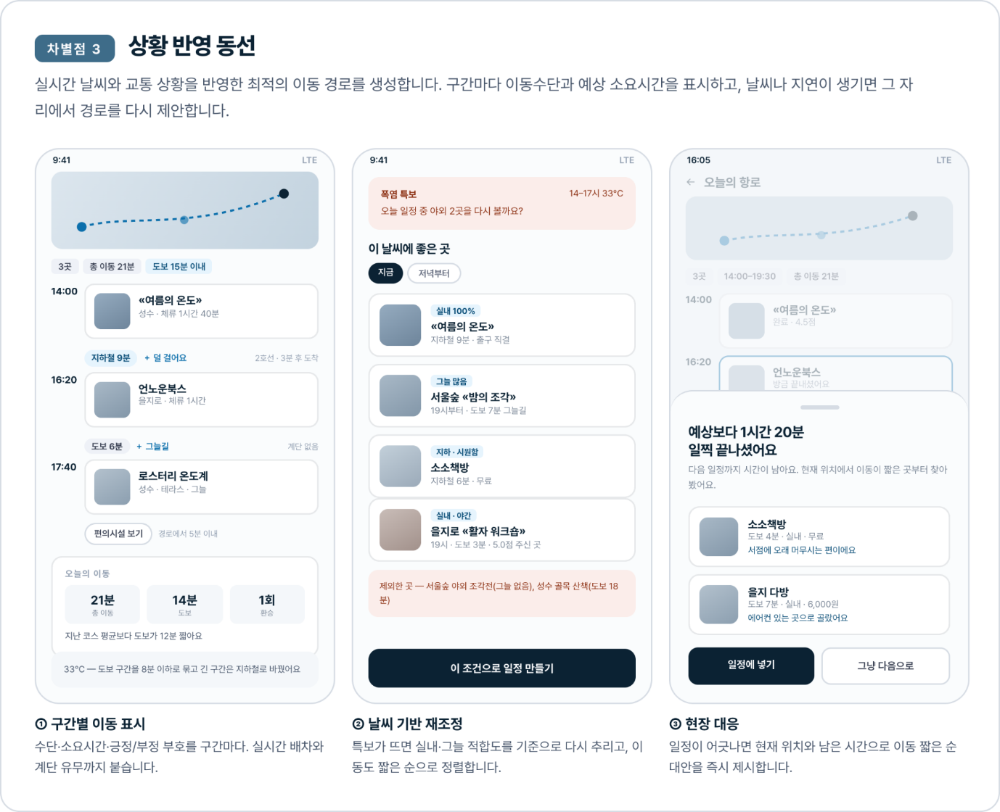 차별점 3 상황 반영 동선
실시간 날씨와 교통 상황을 반영한 최적의 이동 경로를 생성합니다. 구간마다 이동수단과 예상 소요시간을 표시하고, 날씨나 지연이 생기면 그 자
리에서 경로를 다시 제안합니다.
9:41 LTE
3곳 총 이동 21분 도보 15분 이내
14:00
«여름의 온도»
성수 · 체류 1시간 40분
지하철 9분 + 덜 걸어요 2호선 · 3분 후 도착
16:20
언노운북스
을지로 · 체류 1시간
도보 6분 + 그늘길 계단 없음
17:40
로스터리 온도계
성수 · 테라스 · 그늘
편의시설 보기 경로에서 5분 이내
오늘의 이동
21분 14분 1회
총 이동 도보 환승
지난 코스 평균보다 도보가 12분 짧아요
33°C — 도보 구간을 8분 이하로 묶고 긴 구간은 지하철로 바꿨어요
① 구간별 이동 표시
수단·소요시간·긍정/부정 부호를 구간마다. 실시간 배차와
계단 유무까지 붙습니다.
9:41 LTE
폭염 특보 14–17시 33°C
오늘 일정 중 야외 2곳을 다시 볼까요?
이 날씨에 좋은 곳
지금 저녁부터
실내 100%
«여름의 온도»
지하철 9분 · 출구 직결
그늘 많음
서울숲 «밤의 조각»
19시부터 · 도보 7분 그늘길
지하 · 시원함
소소책방
지하철 6분 · 무료
실내 · 야간
을지로 «활자 워크숍»
19시 · 도보 3분 · 5.0점 주신 곳
제외한 곳 — 서울숲 야외 조각전(그늘 없음), 성수 골목 산책(도보 18
분)
이 조건으로 일정 만들기
② 날씨 기반 재조정
특보가 뜨면 실내·그늘 적합도를 기준으로 다시 추리고, 이
동도 짧은 순으로 정렬합니다.
16:05 LTE
← 오늘의 항로
3곳 14:00–19:30 총 이동 21분
14:00
«여름의 온도»
완료 · 4.5점
16:20
언노운북스
방금 끝내셨어요
예상보다 1시간 20분
일찍 끝나셨어요
다음 일정까지 시간이 남아요. 현재 위치에서 이동이 짧은 곳부터 찾아
봤어요.
소소책방
도보 4분 · 실내 · 무료
서점에 오래 머무시는 편이에요
을지 다방
도보 7분 · 실내 · 6,000원
에어컨 있는 곳으로 골랐어요
일정에 넣기 그냥 다음으로
③ 현장 대응
일정이 어긋나면 현재 위치와 남은 시간으로 이동 짧은 순
대안을 즉시 제시합니다.